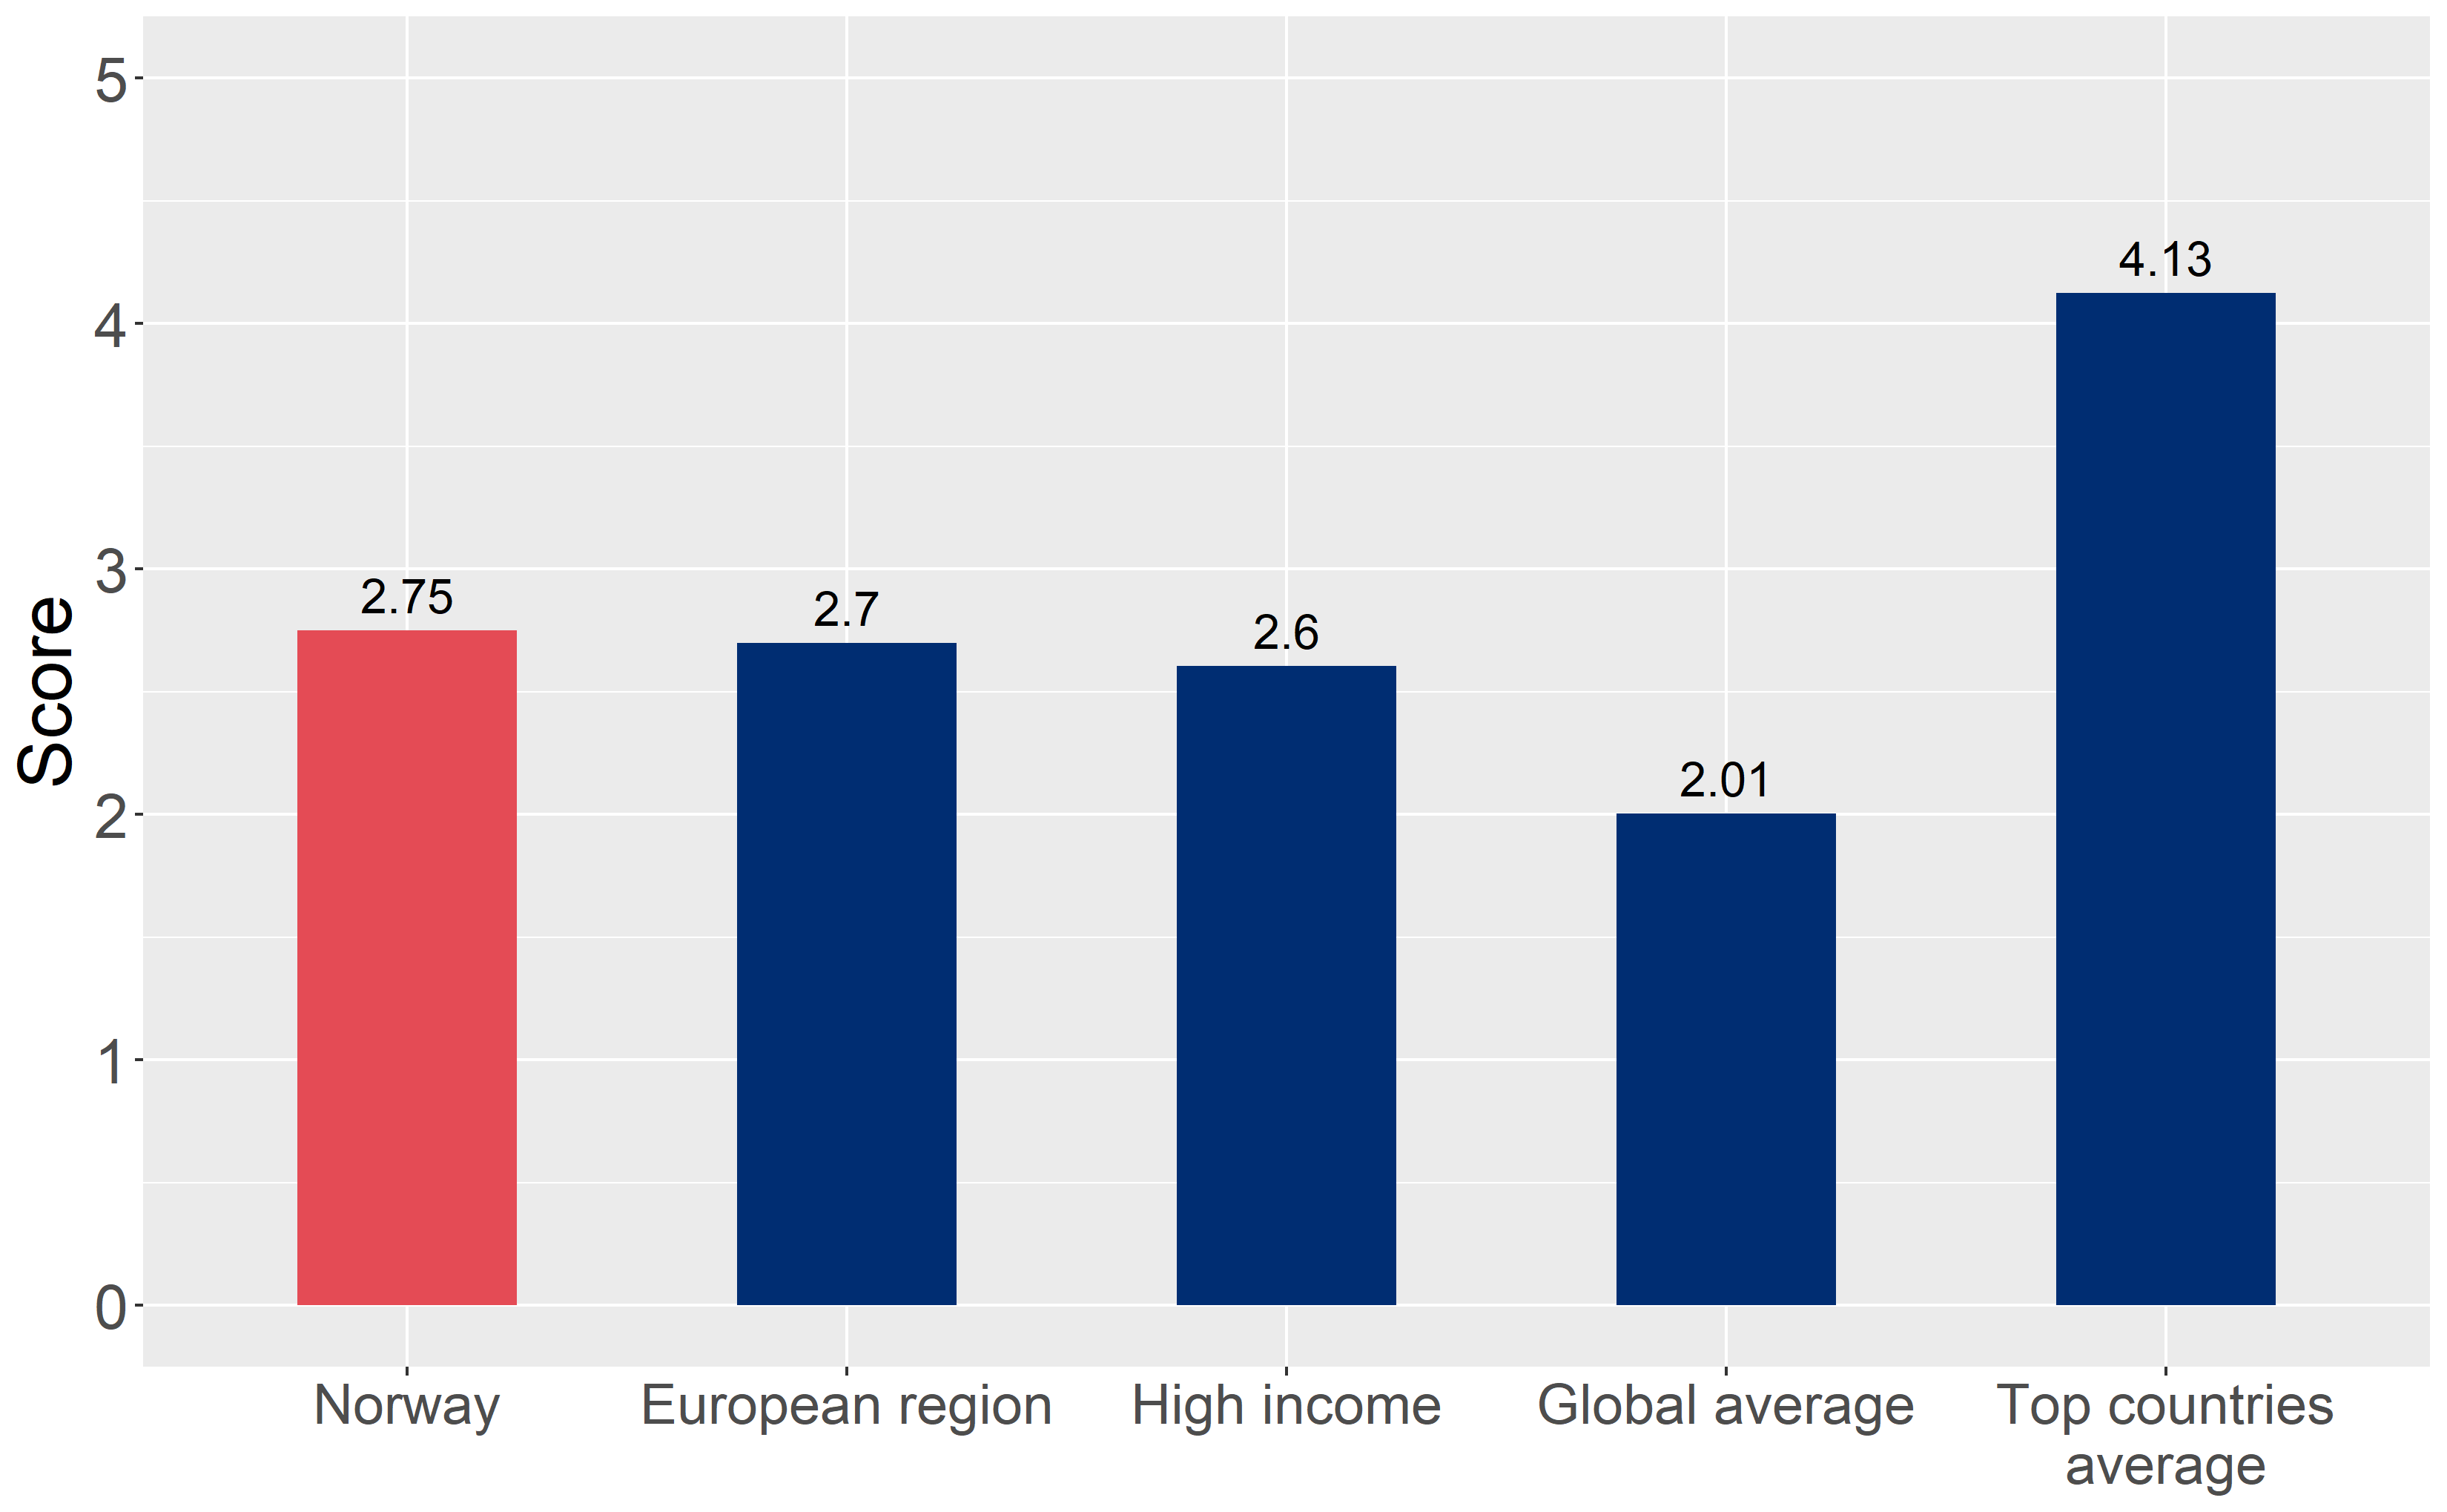 Score
5
4
3
2
1
0
2.75
2.7
2.6
2.01
4.13
Norway
European region
High income
Global average
Top countries
average